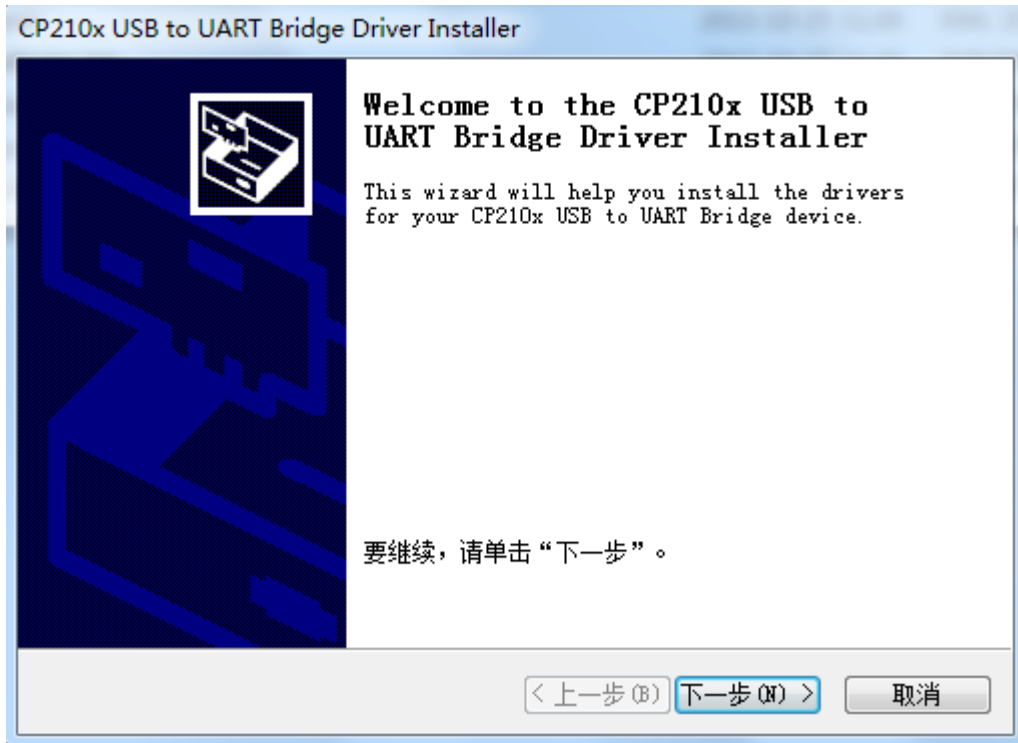 CP210x USB to UART Bridge Driver Installer
Welcome to the CP210x USB to
UART Bridge Driver Installer
This wizard will help you install the drivers
for your CP210x USB to UART Bridge device.
要继续，请单击“下一步”。
< 上一步(B) 下一步(N) > 取消